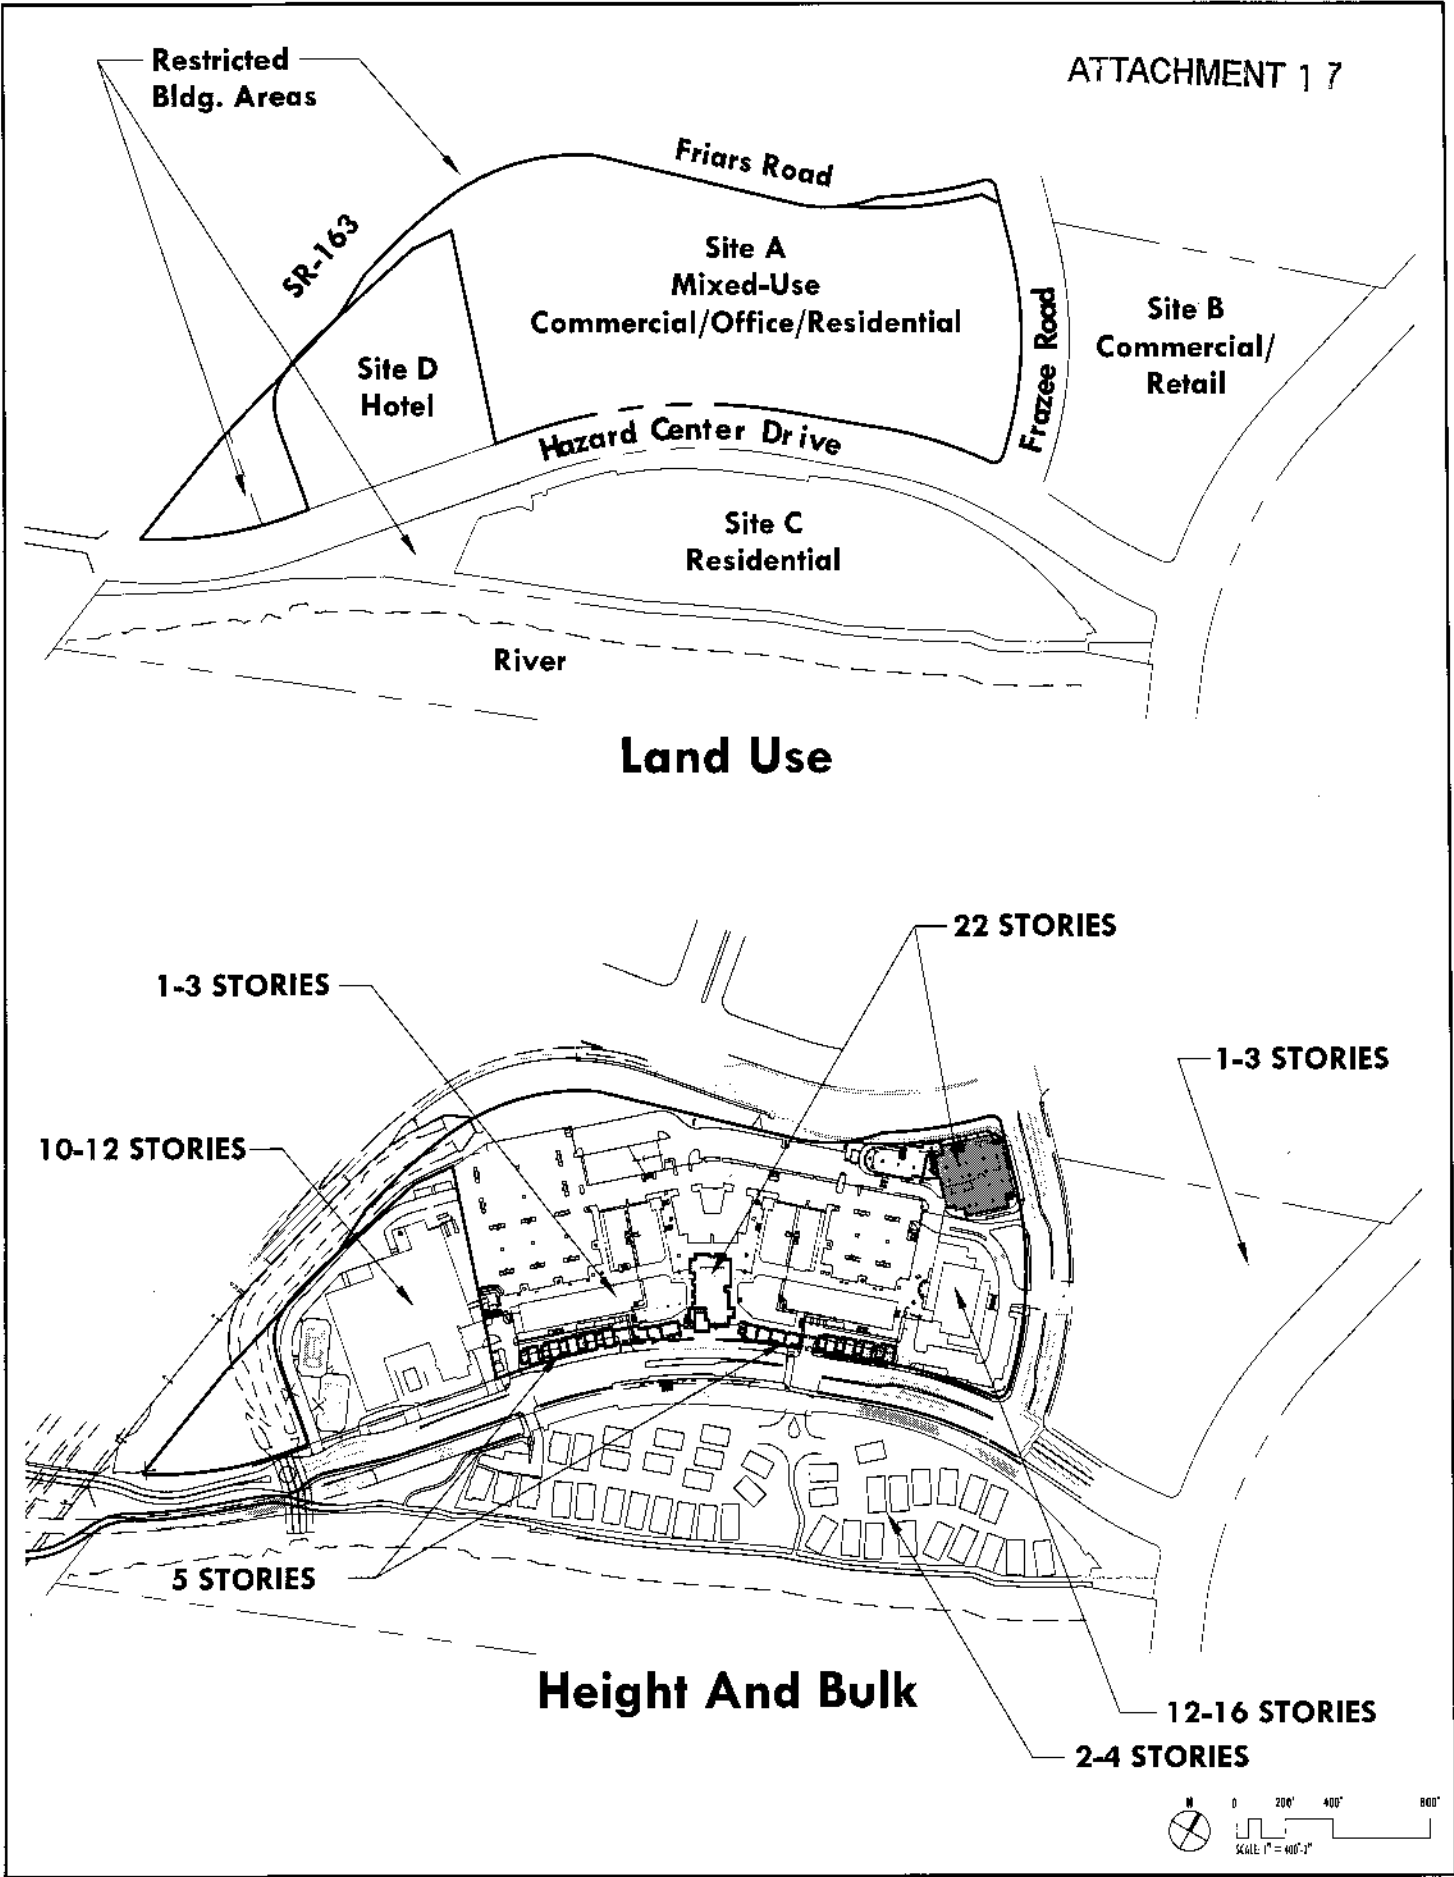 ATTACHMENT 17
Restricted
Bldg. Areas
Friars Road
SR-163
Site A
Mixed-Use
Commercial/Office/Residential
Site D
Hotel
Frazee Road
Site B
Commercial/
Retail
Hazard Center Drive
Site C
Residential
River
Land Use
22 STORIES
1-3 STORIES
1-3 STORIES
10-12 STORIES
5 STORIES
Height And Bulk
12-16 STORIES
2-4 STORIES
N
0 200' 400' 800'